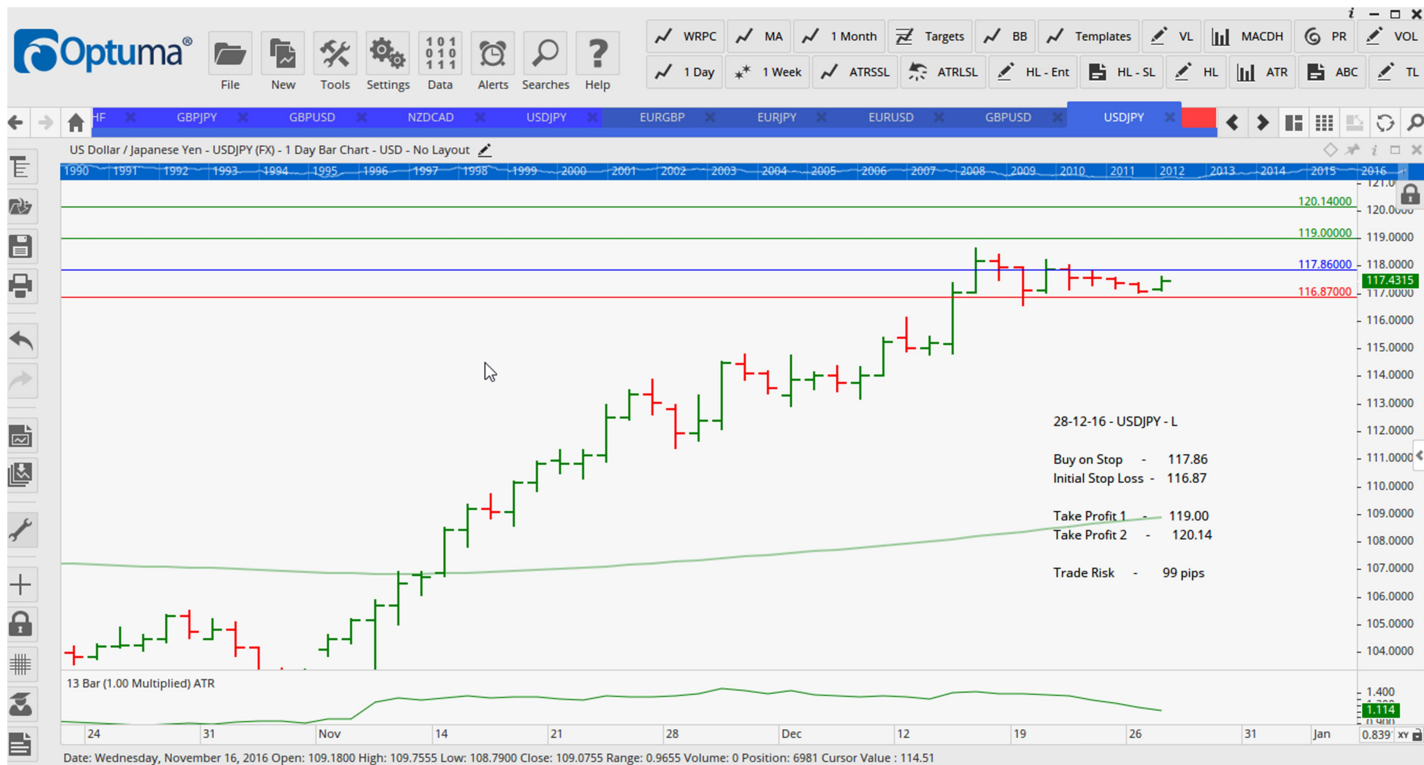 i
Optuma®
File New Tools Settings Data Alerts Searches Help
WRPC MA 1 Month Targets BB Templates VL MACDH PR VOL
1 Day 1 Week ATRSSL ATRLSL HL - Ent HL - SL HL ATR ABC TL
HF GBPJPY GBPUSD NZDCAD USDJPY EURGBP EURJPY EURUSD GBPUSD USDJPY
US Dollar / Japanese Yen - USDJPY (FX) - 1 Day Bar Chart - USD - No Layout
1990 1991 1992 1993 1994 1995 1996 1997 1998 1999 2000 2001 2002 2003 2004 2005 2006 2007 2008 2009 2010 2011 2012 2013 2014 2015 2016
120.14000
120.0000
119.00000
119.0000
118.0000
117.86000
117.4315
117.0000
116.87000
116.0000
115.0000
114.0000
113.0000
28-12-16 - USDJPY - L
112.0000
Buy on Stop - 117.86
111.0000
Initial Stop Loss - 116.87
110.0000
Take Profit 1 - 119.00
109.0000
Take Profit 2 - 120.14
108.0000
107.0000
Trade Risk - 99 pips
106.0000
105.0000
104.0000
13 Bar (1.00 Multiplied) ATR
1.400
1.114
0.900
24 31 Nov 14 21 28 Dec 12 19 26 31 Jan 0.839 XY
Date: Wednesday, November 16, 2016 Open: 109.1800 High: 109.7555 Low: 108.7900 Close: 109.0755 Range: 0.9655 Volume: 0 Position: 6981 Cursor Value : 114.51